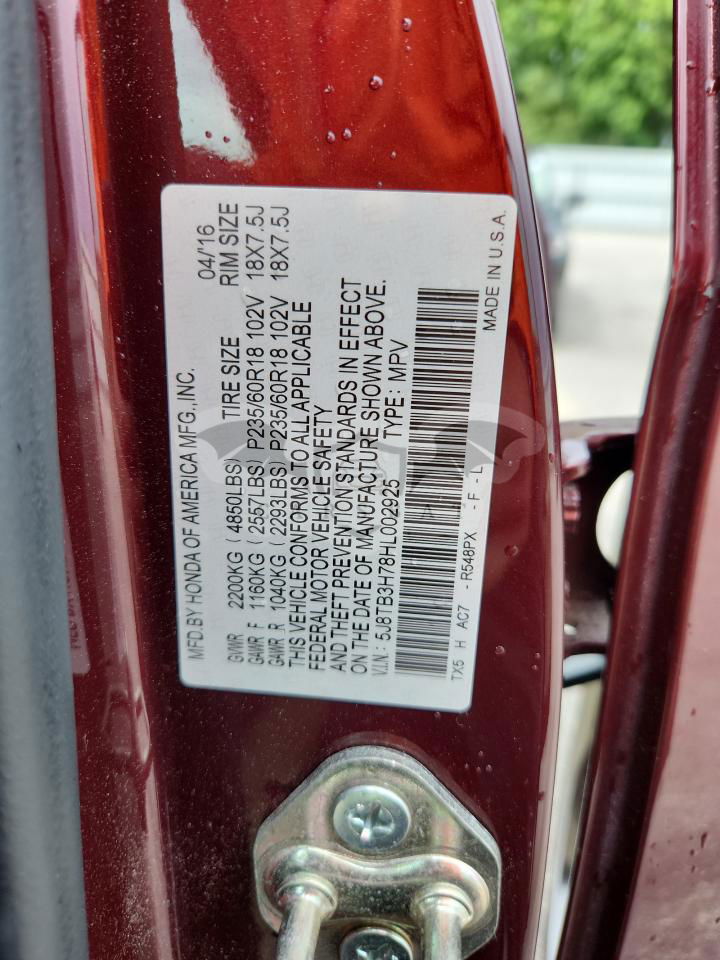 MFD.BY HONDA OF AMERICA MFG.,INC. 04/'16
GVWR 2200KG ( 4850LBS) TIRE SIZE RIM SIZE
GAWR F 1160KG ( 2557LBS) P235/60R18 102V 18X7.5J
GAWR R 1040KG ( 2293LBS) P235/60R18 102V 18X7.5J
THIS VEHICLE CONFORMS TO ALL APPLICABLE
FEDERAL MOTOR VEHICLE SAFETY
AND THEFT PREVENTION STANDARDS IN EFFECT
ON THE DATE OF MANUFACTURE SHOWN ABOVE.
V.I.N.: 5J8TB3H78HL002925 TYPE: MPV
TX5 H AC7 - R548PX - F - L
MADE IN U.S.A.